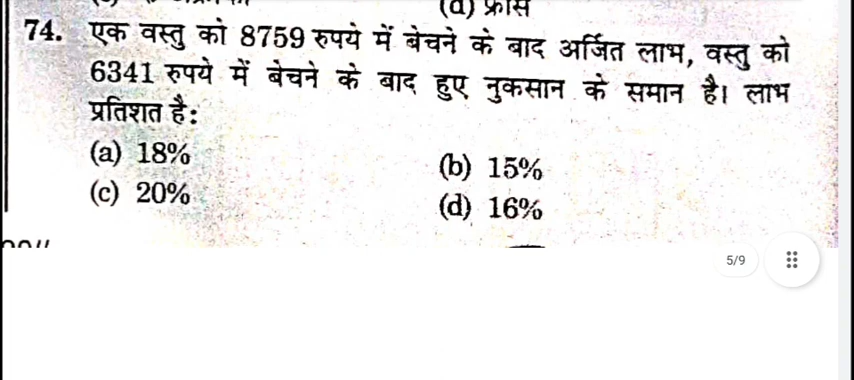 (d) फ्रांस
74. एक वस्तु को 8759 रुपये में बेचने के बाद अर्जित लाभ, वस्तु को
6341 रुपये में बेचने के बाद हुए नुकसान के समान है। लाभ
प्रतिशत है:
(a) 18%
(b) 15%
(c) 20%
(d) 16%
5/9